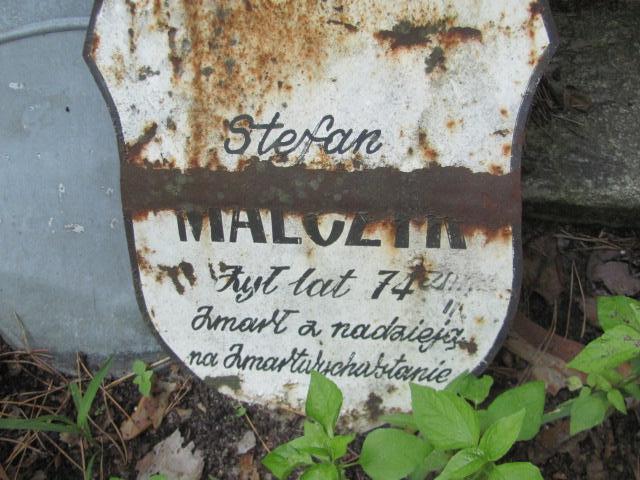 Stefan
MALCZYK
Żył lat 74
Zmarł z nadzieją
na Zmartwychwstanie